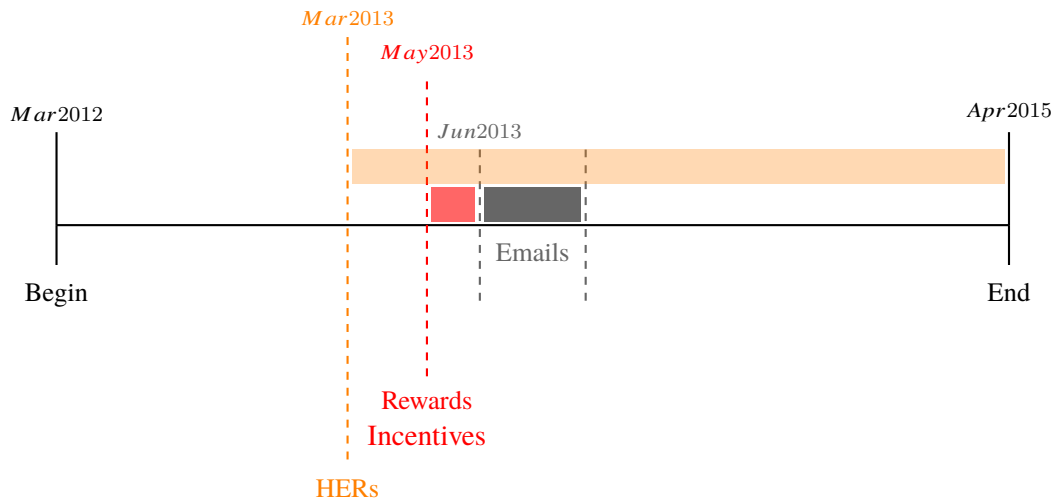 Mar2013
May2013
Mar2012
Apr2015
Jun2013
Emails
Begin
End
Rewards
Incentives
HERs